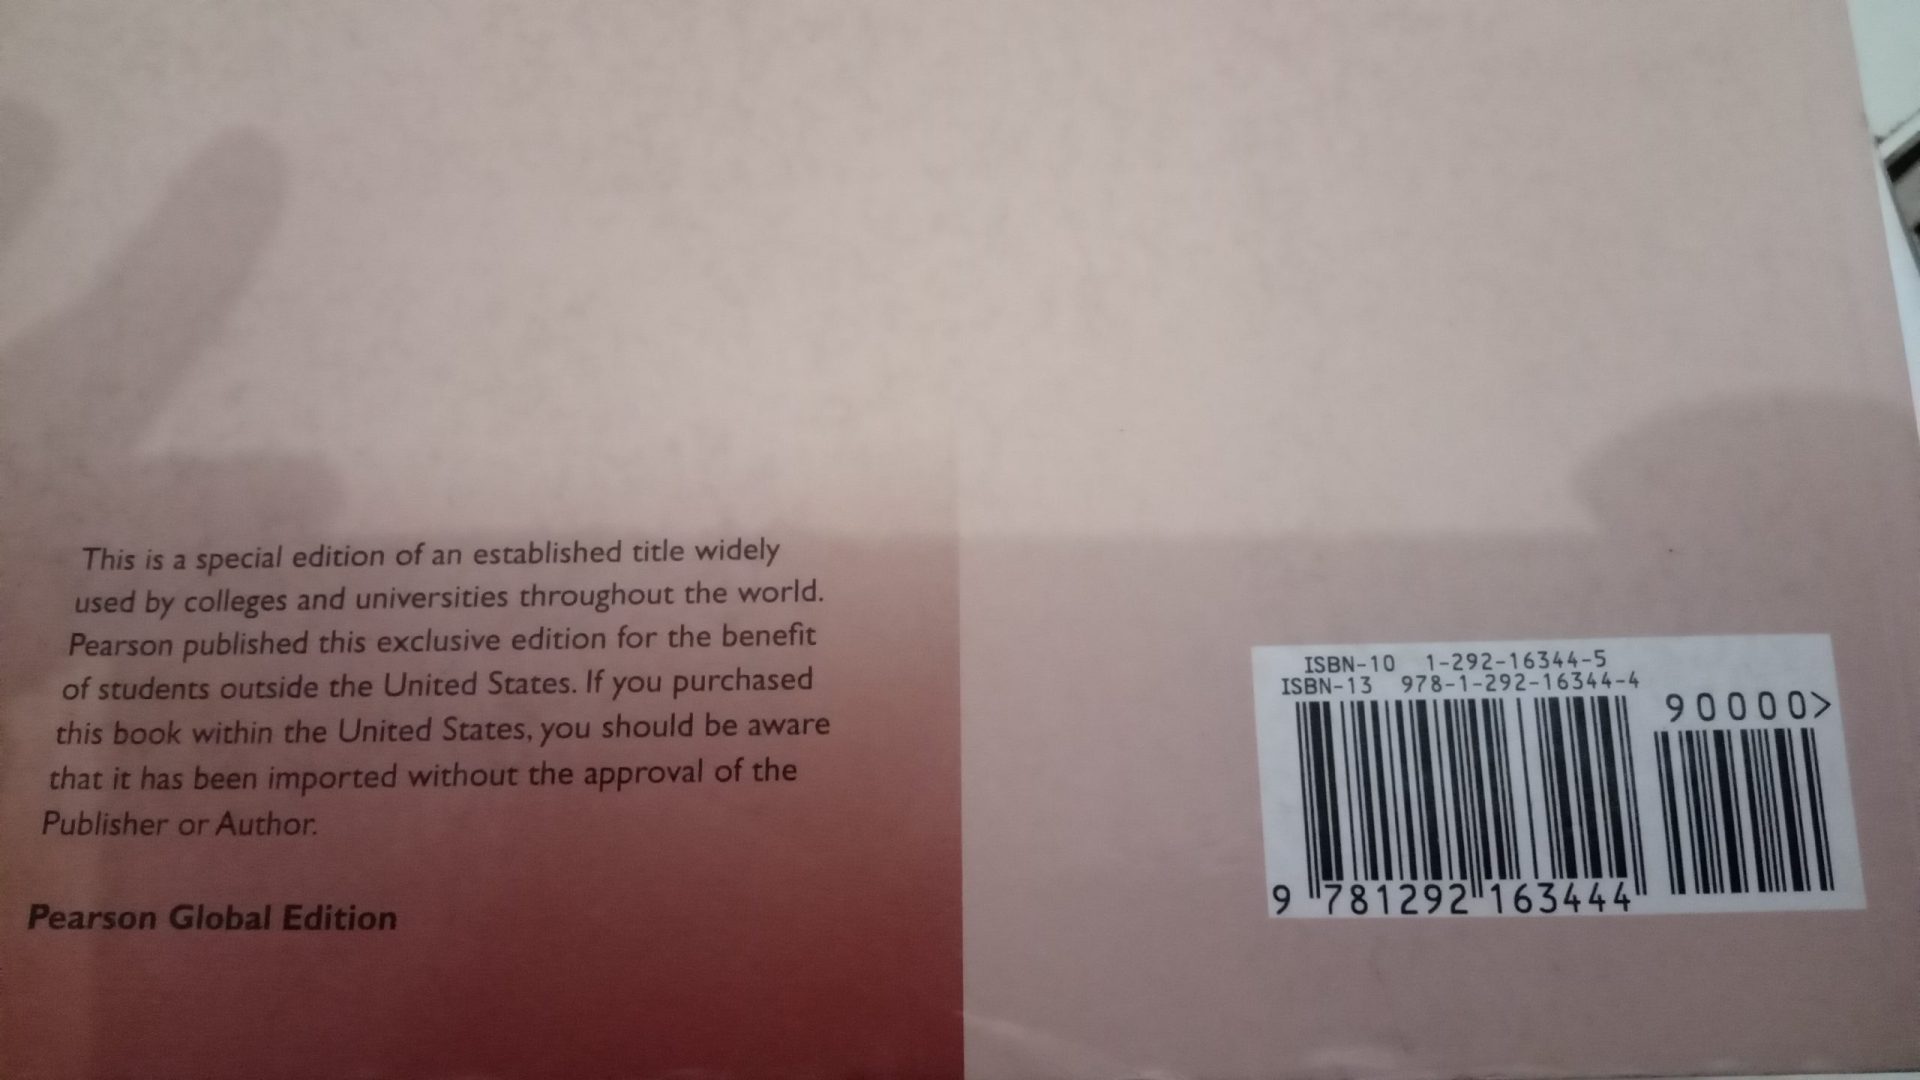 This is a special edition of an established title widely
used by colleges and universities throughout the world.
Pearson published this exclusive edition for the benefit
of students outside the United States. If you purchased
this book within the United States, you should be aware
that it has been imported without the approval of the
Publisher or Author.
Pearson Global Edition
ISBN-10 1-292-16344-5
ISBN-13 978-1-292-16344-4
90000>
9 781292 163444